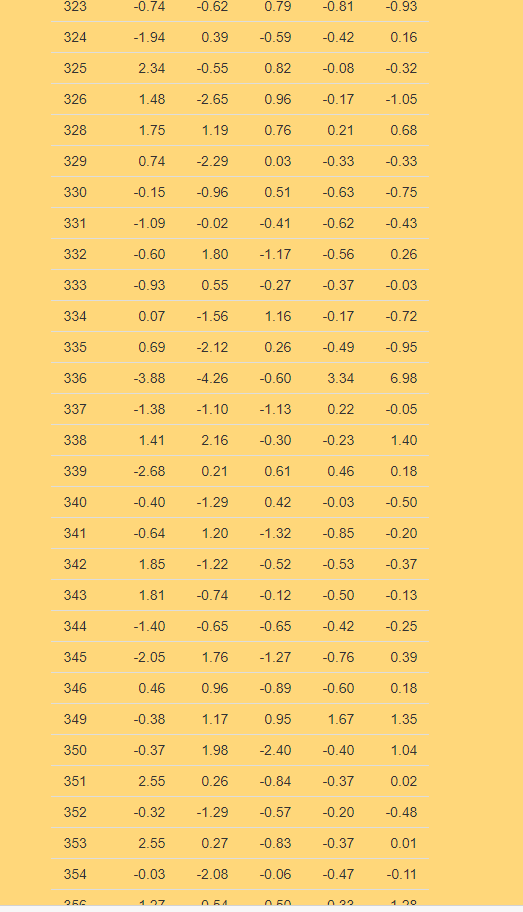 323 -0.74 -0.62 0.79 -0.81 -0.93
324 -1.94 0.39 -0.59 -0.42 0.16
325 2.34 -0.55 0.82 -0.08 -0.32
326 1.48 -2.65 0.96 -0.17 -1.05
328 1.75 1.19 0.76 0.21 0.68
329 0.74 -2.29 0.03 -0.33 -0.33
330 -0.15 -0.96 0.51 -0.63 -0.75
331 -1.09 -0.02 -0.41 -0.62 -0.43
332 -0.60 1.80 -1.17 -0.56 0.26
333 -0.93 0.55 -0.27 -0.37 -0.03
334 0.07 -1.56 1.16 -0.17 -0.72
335 0.69 -2.12 0.26 -0.49 -0.95
336 -3.88 -4.26 -0.60 3.34 6.98
337 -1.38 -1.10 -1.13 0.22 -0.05
338 1.41 2.16 -0.30 -0.23 1.40
339 -2.68 0.21 0.61 0.46 0.18
340 -0.40 -1.29 0.42 -0.03 -0.50
341 -0.64 1.20 -1.32 -0.85 -0.20
342 1.85 -1.22 -0.52 -0.53 -0.37
343 1.81 -0.74 -0.12 -0.50 -0.13
344 -1.40 -0.65 -0.65 -0.42 -0.25
345 -2.05 1.76 -1.27 -0.76 0.39
346 0.46 0.96 -0.89 -0.60 0.18
349 -0.38 1.17 0.95 1.67 1.35
350 -0.37 1.98 -2.40 -0.40 1.04
351 2.55 0.26 -0.84 -0.37 0.02
352 -0.32 -1.29 -0.57 -0.20 -0.48
353 2.55 0.27 -0.83 -0.37 0.01
354 -0.03 -2.08 -0.06 -0.47 -0.11